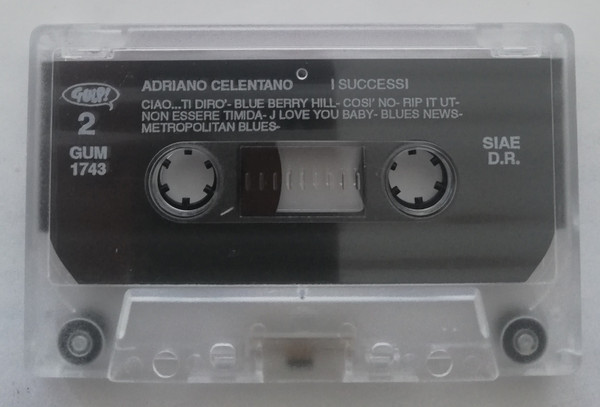 GULP!
ADRIANO CELENTANO I SUCCESSI
CIAO...TI DIRO'- BLUE BERRY HILL- COSI' NO- RIP IT UT-
NON ESSERE TIMIDA- J LOVE YOU BABY- BLUES NEWS-
METROPOLITAN BLUES-
2
GUM
1743
SIAE
D.R.